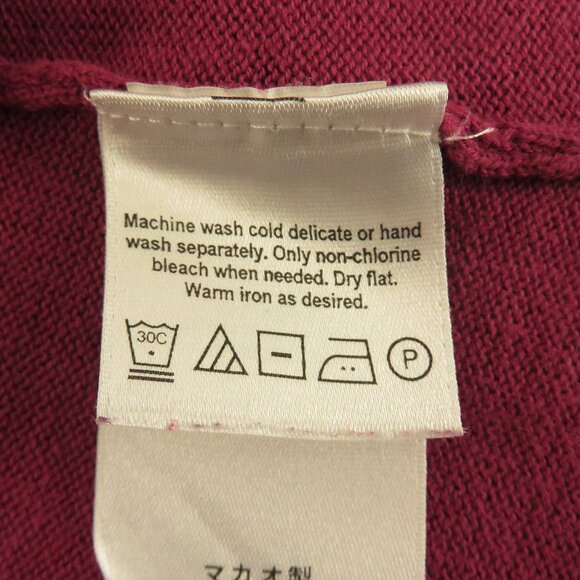 Machine wash cold delicate or hand
wash separately. Only non-chlorine
bleach when needed. Dry flat.
Warm iron as desired.
30C P
マカオ製